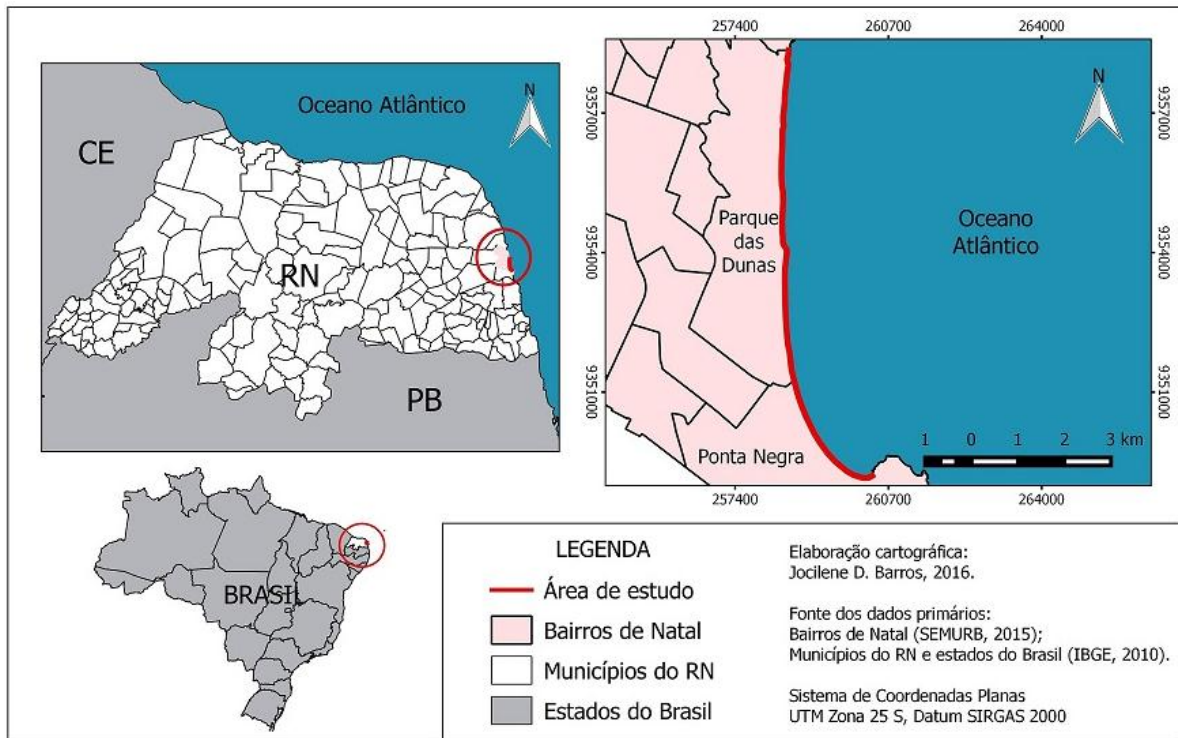 Oceano Atlântico
N
CE
RN
PB
BRASIL
257400
260700
264000
9357000
9354000
9351000
9357000
9354000
9351000
N
Parque
das
Dunas
Oceano
Atlântico
Ponta Negra
1 0 1 2 3 km
257400
260700
264000
LEGENDA
Área de estudo
Bairros de Natal
Municípios do RN
Estados do Brasil
Elaboração cartográfica:
Jocilene D. Barros, 2016.
Fonte dos dados primários:
Bairros de Natal (SEMURB, 2015);
Municípios do RN e estados do Brasil (IBGE, 2010).
Sistema de Coordenadas Planas
UTM Zona 25 S, Datum SIRGAS 2000